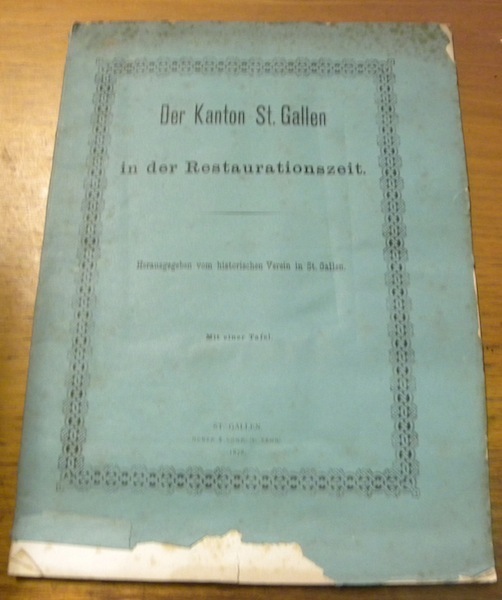 Der Kanton St. Gallen
in der Restaurationszeit.
Herausgegeben vom historischen Verein in St. Gallen.
Mit einer Tafel.
ST. GALLEN.